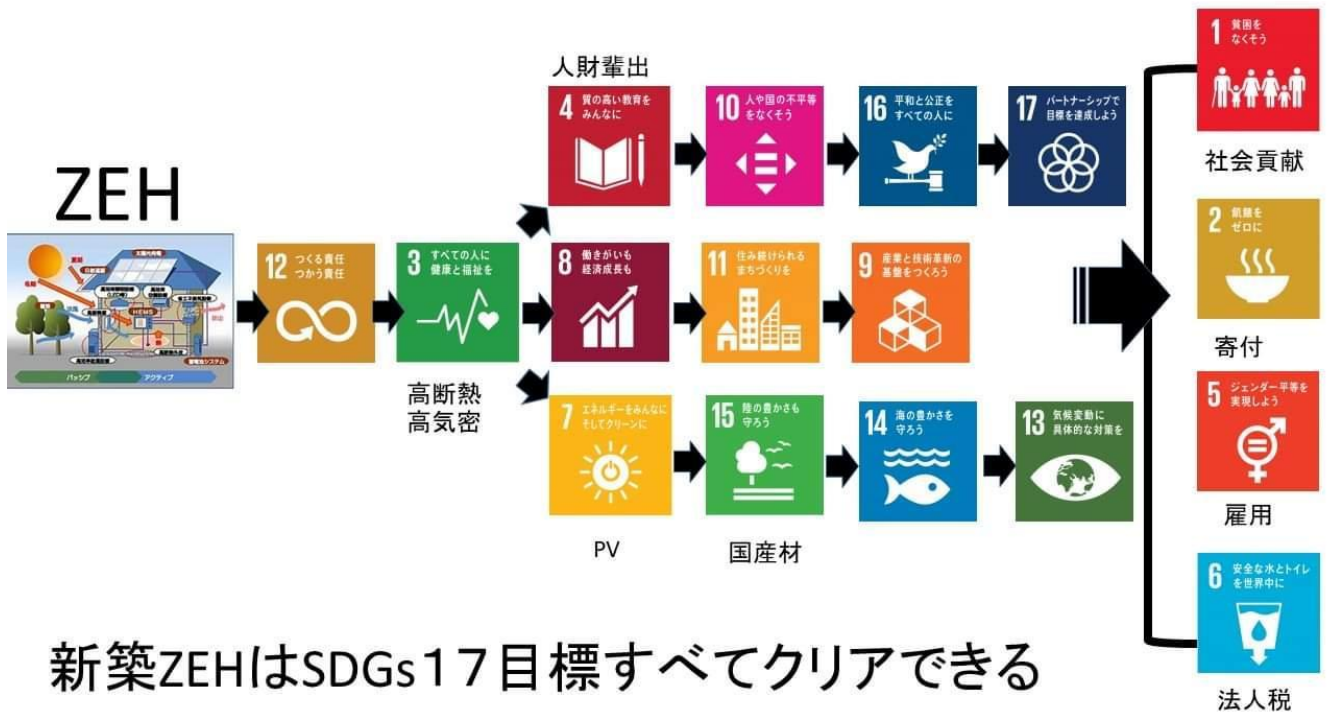 ZEH
HEMS
パッシブ
アクティブ
12 つくる責任
つかう責任
3 すべての人に
健康と福祉を
高断熱
高気密
人財輩出
4 質の高い教育を
みんなに
10 人や国の不平等
をなくそう
16 平和と公正を
すべての人に
17 パートナーシップで
目標を達成しよう
8 働きがいも
経済成長も
11 住み続けられる
まちづくりを
9 産業と技術革新の
基盤をつくろう
7 エネルギーをみんなに
そしてクリーンに
PV
15 陸の豊かさも
守ろう
国産材
14 海の豊かさを
守ろう
13 気候変動に
具体的な対策を
1 貧困を
なくそう
社会貢献
2 飢餓を
ゼロに
寄付
5 ジェンダー平等を
実現しよう
雇用
6 安全な水とトイレ
を世界中に
法人税
新築ZEHはSDGs17目標すべてクリアできる